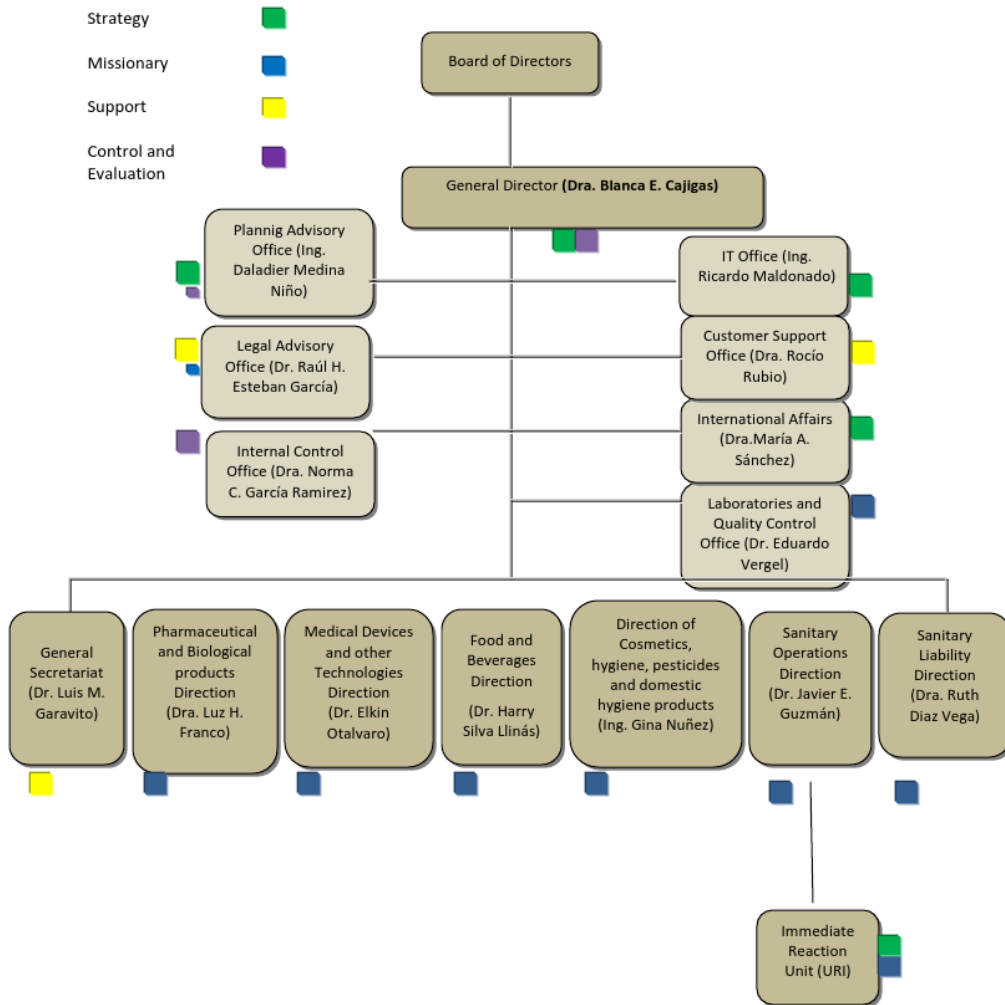 Strategy
Missionary
Support
Control and
Evaluation
Board of Directors
General Director (Dra. Blanca E. Cajigas)
Plannig Advisory
Office (Ing.
Daladier Medina
Niño)
IT Office (Ing.
Ricardo Maldonado)
Legal Advisory
Office (Dr. Raúl H.
Esteban García)
Customer Support
Office (Dra. Rocío
Rubio)
Internal Control
Office (Dra. Norma
C. García Ramirez)
International Affairs
(Dra.María A.
Sánchez)
Laboratories and
Quality Control
Office (Dr. Eduardo
Vergel)
General
Secretariat
(Dr. Luis M.
Garavito)
Pharmaceutical
and Biological
products
Direction
(Dra. Luz H.
Franco)
Medical Devices
and other
Technologies
Direction
(Dr. Elkin
Otalvaro)
Food and
Beverages
Direction
(Dr. Harry
Silva Llinás)
Direction of
Cosmetics,
hygiene, pesticides
and domestic
hygiene products
(Ing. Gina Nuñez)
Sanitary
Operations
Direction
(Dr. Javier E.
Guzmán)
Sanitary
Liability
Direction
(Dra. Ruth
Diaz Vega)
Immediate
Reaction
Unit (URI)